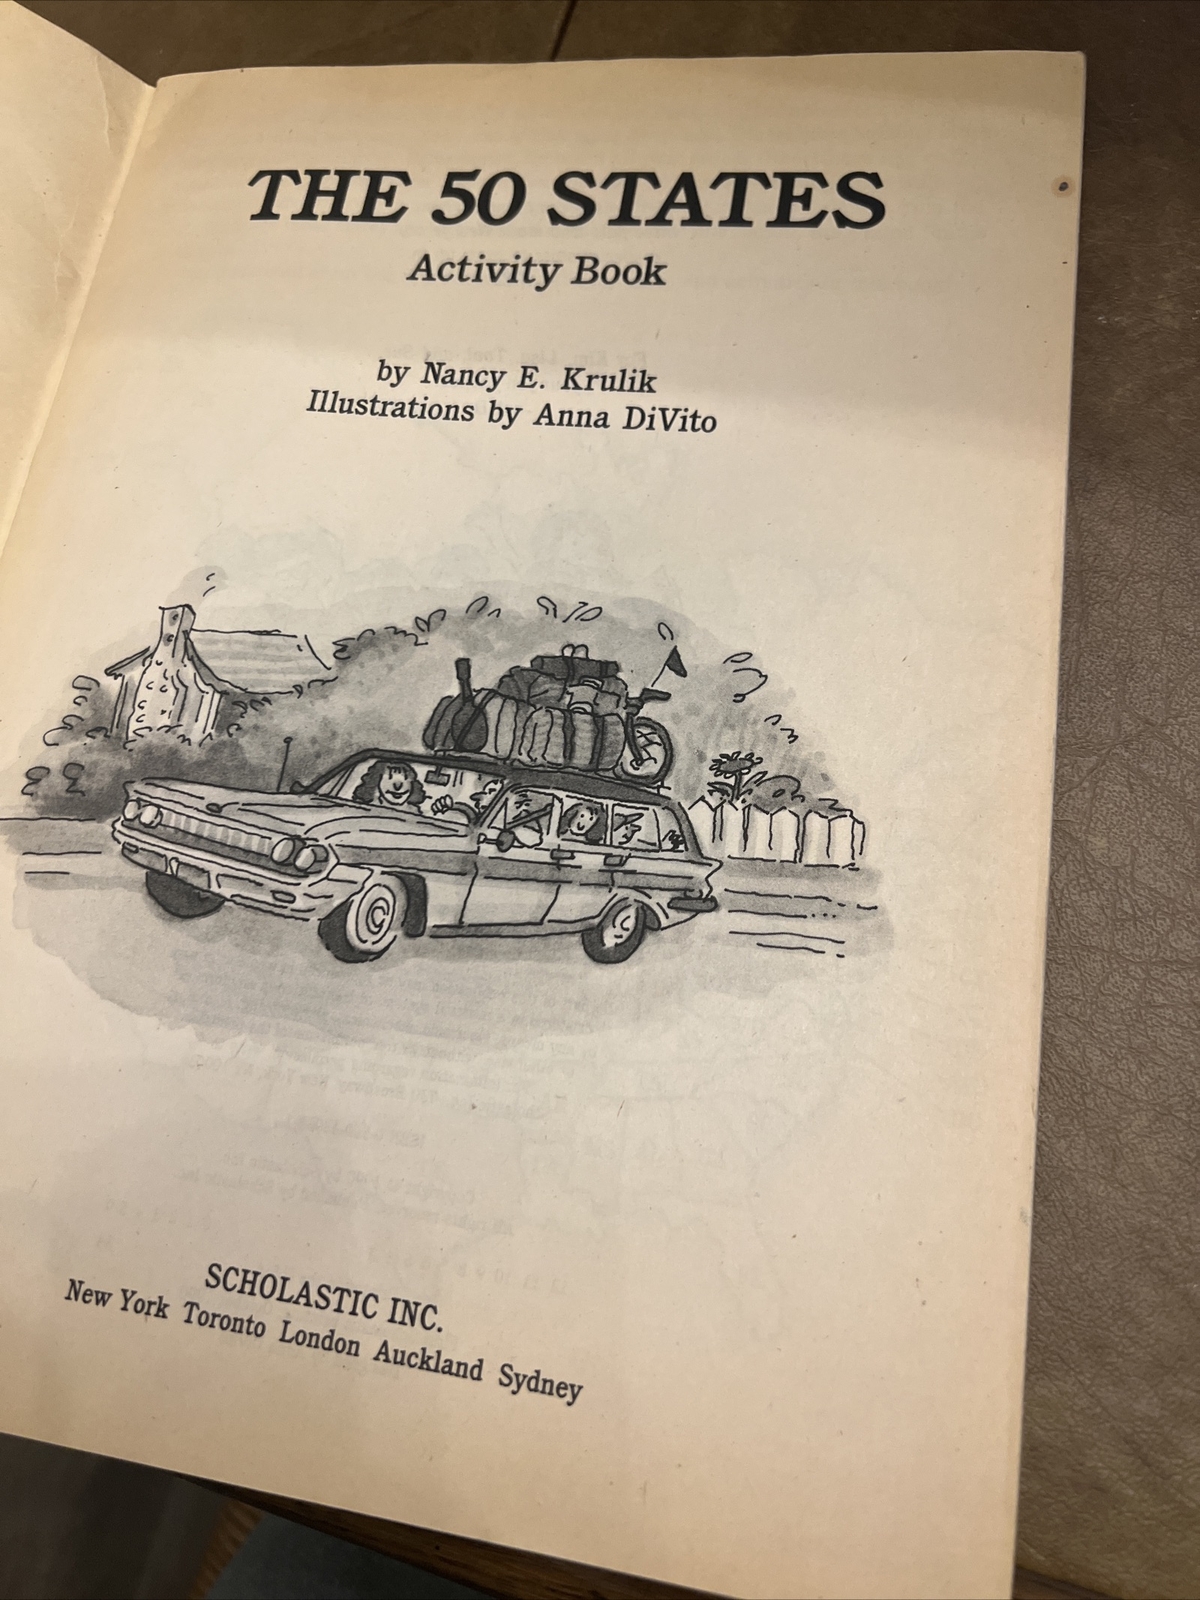 THE 50 STATES
Activity Book
by Nancy E. Krulik
Illustrations by Anna DiVito
SCHOLASTIC INC.
New York Toronto London Auckland Sydney